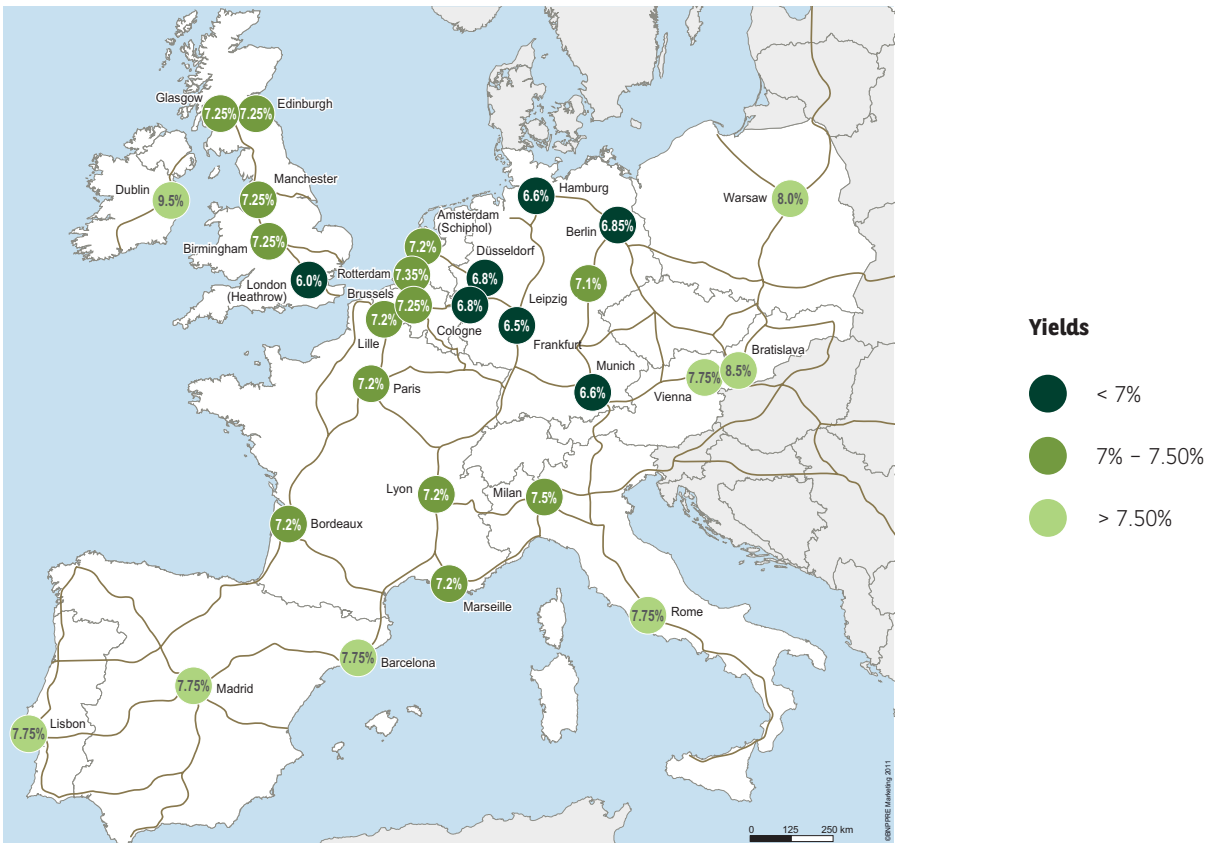 Glasgow
7.25%
7.25%
Edinburgh
Manchester
7.25%
Dublin
9.5%
Birmingham
7.25%
London
(Heathrow)
6.0%
Hamburg
6.6%
Berlin
6.85%
Warsaw
8.0%
Amsterdam
(Schiphol)
7.2%
Düsseldorf
6.8%
Rotterdam
7.35%
Brussels
7.25%
Cologne
6.8%
Leipzig
7.1%
Lille
7.2%
6.5%
Frankfurt
Paris
7.2%
Munich
6.6%
Vienna
7.75%
Bratislava
8.5%
Lyon
7.2%
Milan
7.5%
Bordeaux
7.2%
7.2%
Marseille
Rome
7.75%
7.75%
Barcelona
7.75%
Madrid
Lisbon
7.75%
0 125 250 km
©BNPPRE Marketing 2011
Yields
< 7%
7% – 7.50%
> 7.50%